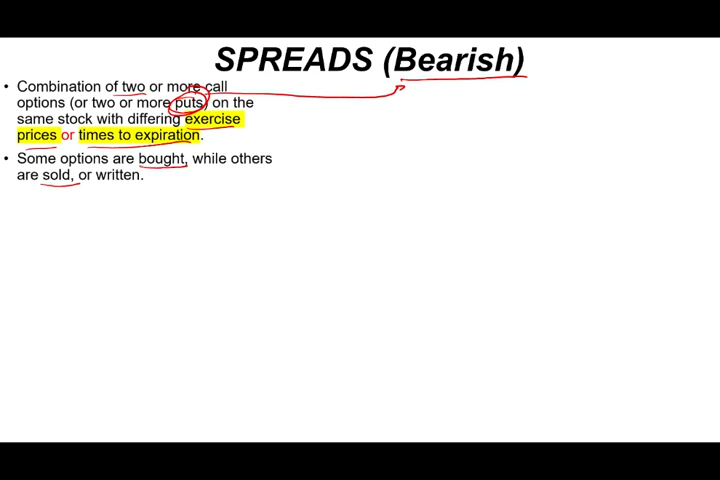 SPREADS (Bearish)
• Combination of two or more call
options (or two or more puts) on the
same stock with differing exercise
prices or times to expiration.
• Some options are bought, while others
are sold, or written.